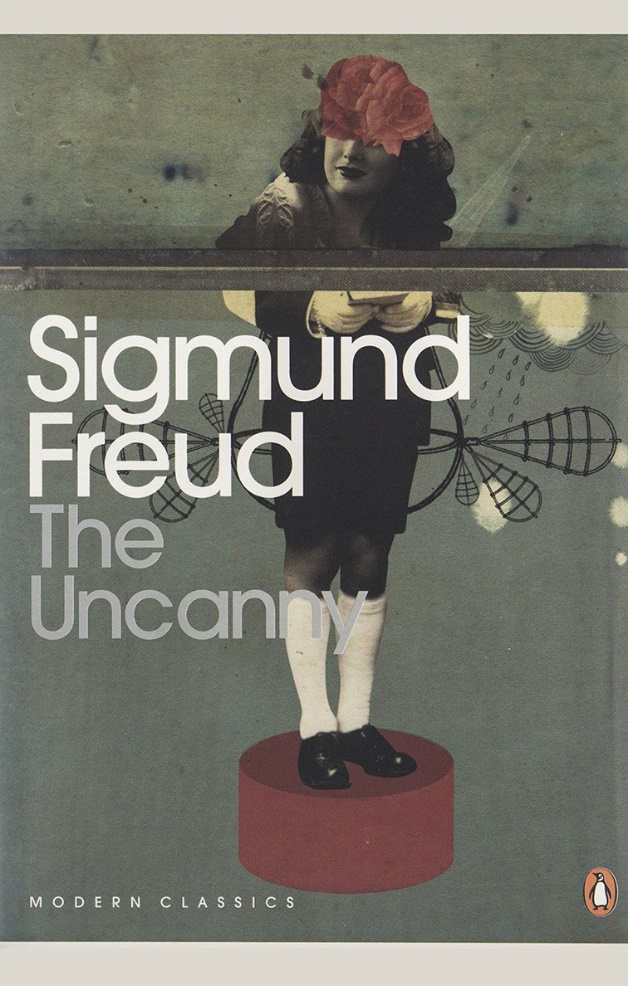 Sigmund
Freud
The
Uncanny
MODERN CLASSICS